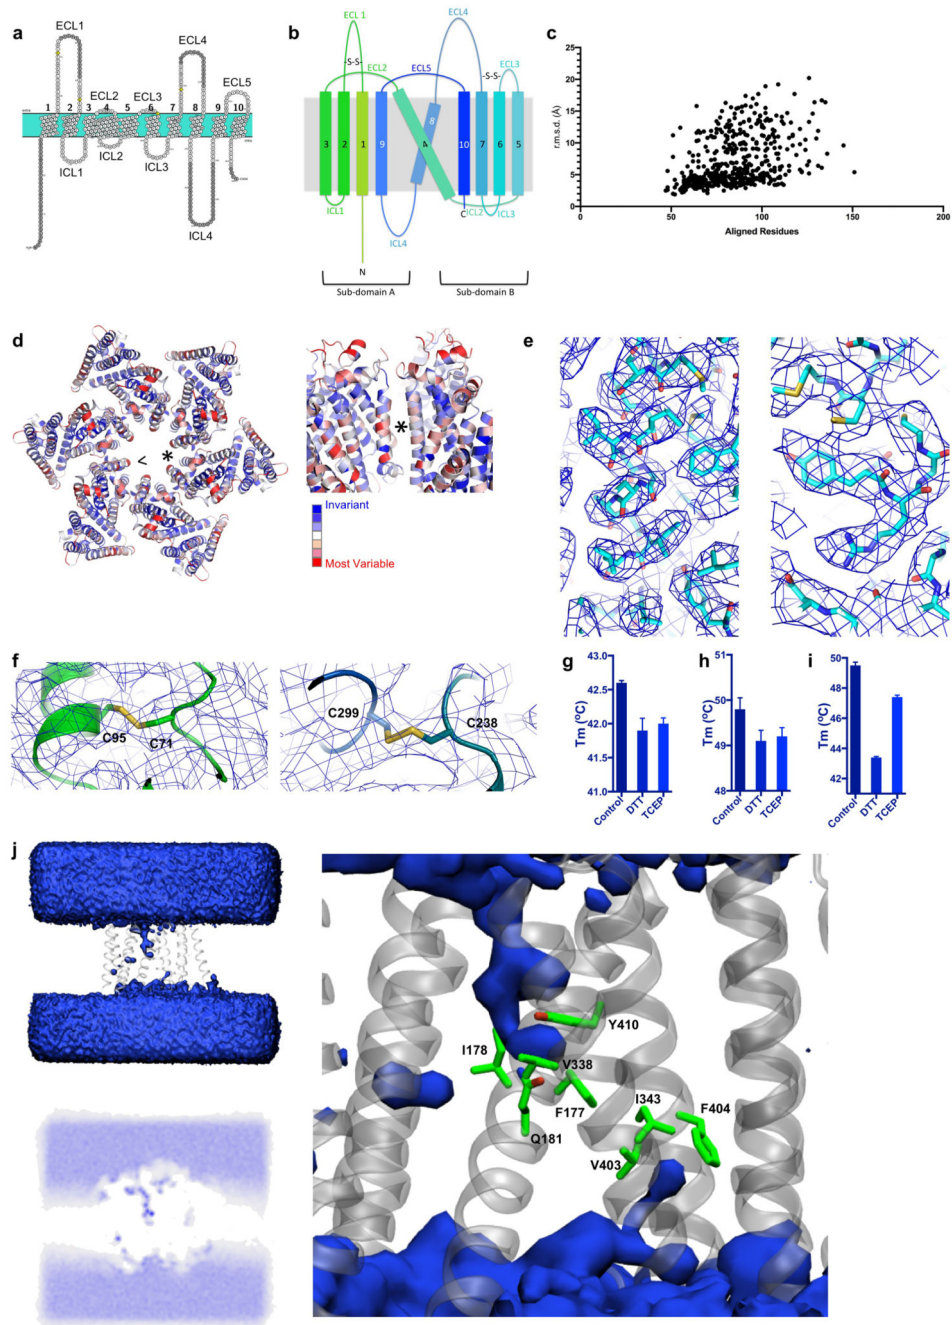 a
ECL1
ECL4
ECL2
ECL3
ECL5
1 2 3 4 5 6 7 8 9 10
ICL1
ICL2
ICL3
ICL4
b
ECL 1
ECL4
-S-S-
ECL2
ECL5
-S-S-
ECL3
3 2 1 9 4 8 10 7 6 5
ICL1
ICL4
C
ICL2
ICL3
N
Sub-domain A
Sub-domain B
c
r.m.s.d. (Å)
25
20
15
10
5
0
0 50 100 150 200
Aligned Residues
d
<
*
*
Invariant
Most Variable
e
f
C95
C71
C299
C238
g
Tm (ºC)
43.0
42.5
42.0
41.5
41.0
Control
DTT
TCEP
h
Tm (ºC)
51
50
49
48
Control
DTT
TCEP
i
Tm (ºC)
50
48
46
44
42
Control
DTT
TCEP
j
Y410
I178
V338
F177
I343
F404
Q181
V403